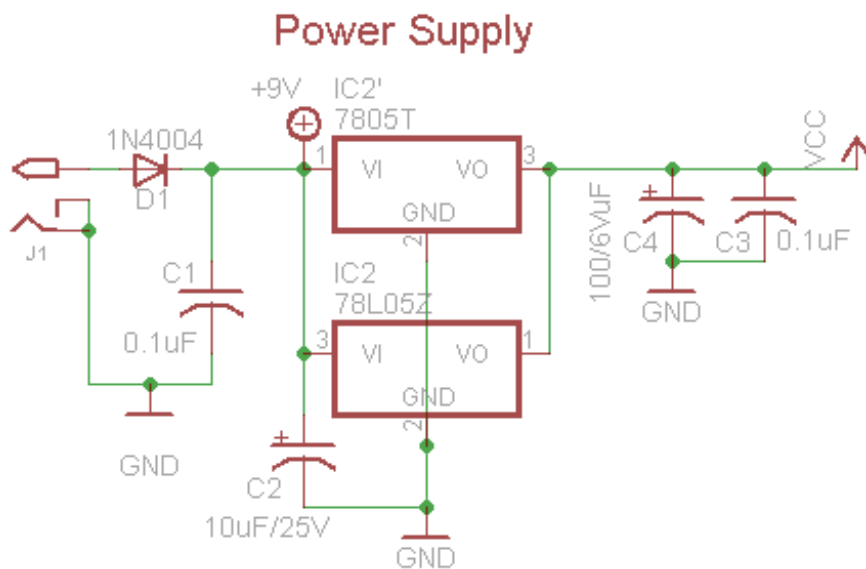 Power Supply
+9V
IC2'
7805T
1N4004
1
3
VI
VO
D1
GND
2
VCC
J1
C1
0.1uF
IC2
78L05Z
100/6VuF
C4
C3
0.1uF
GND
3
1
VI
VO
GND
2
GND
C2
10uF/25V
GND